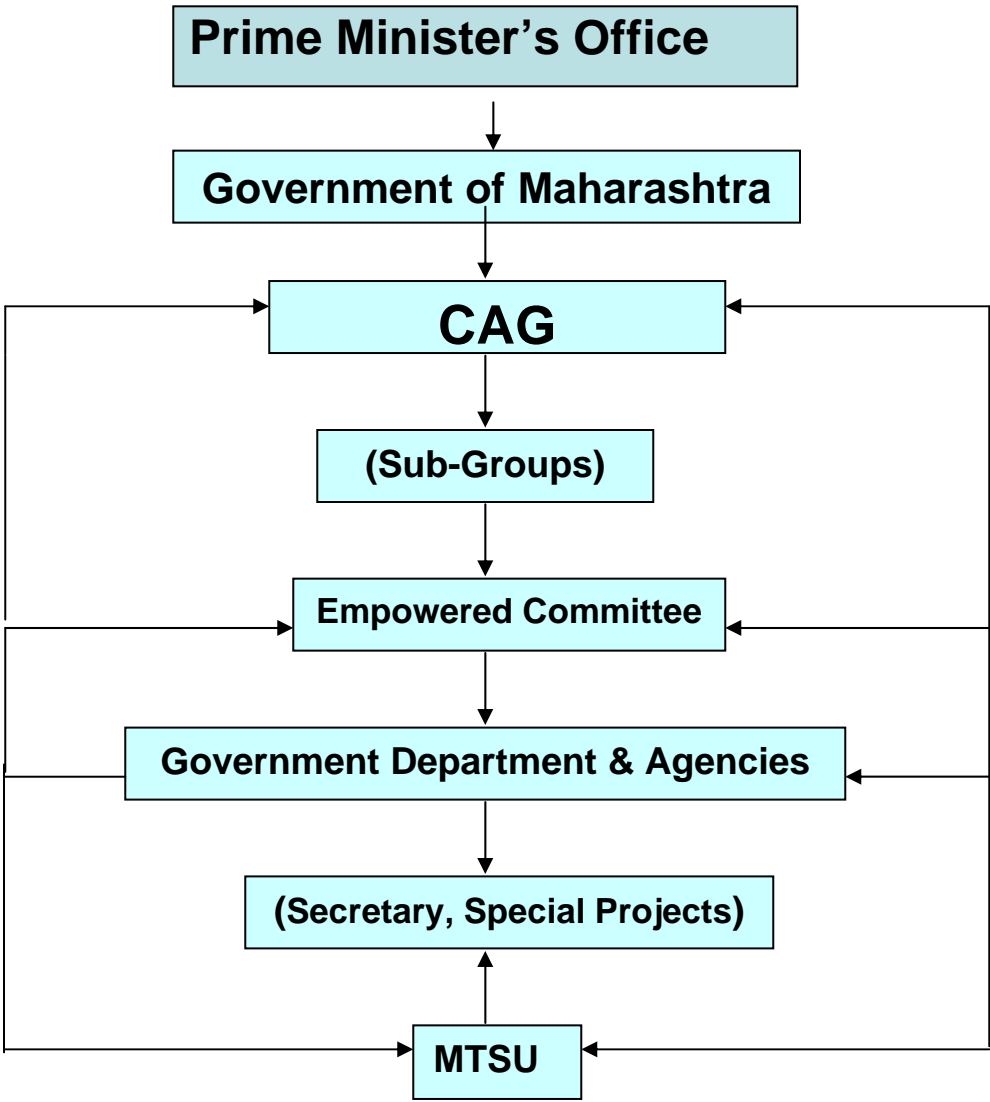 Prime Minister’s Office
Government of Maharashtra
CAG
(Sub-Groups)
Empowered Committee
Government Department & Agencies
(Secretary, Special Projects)
MTSU